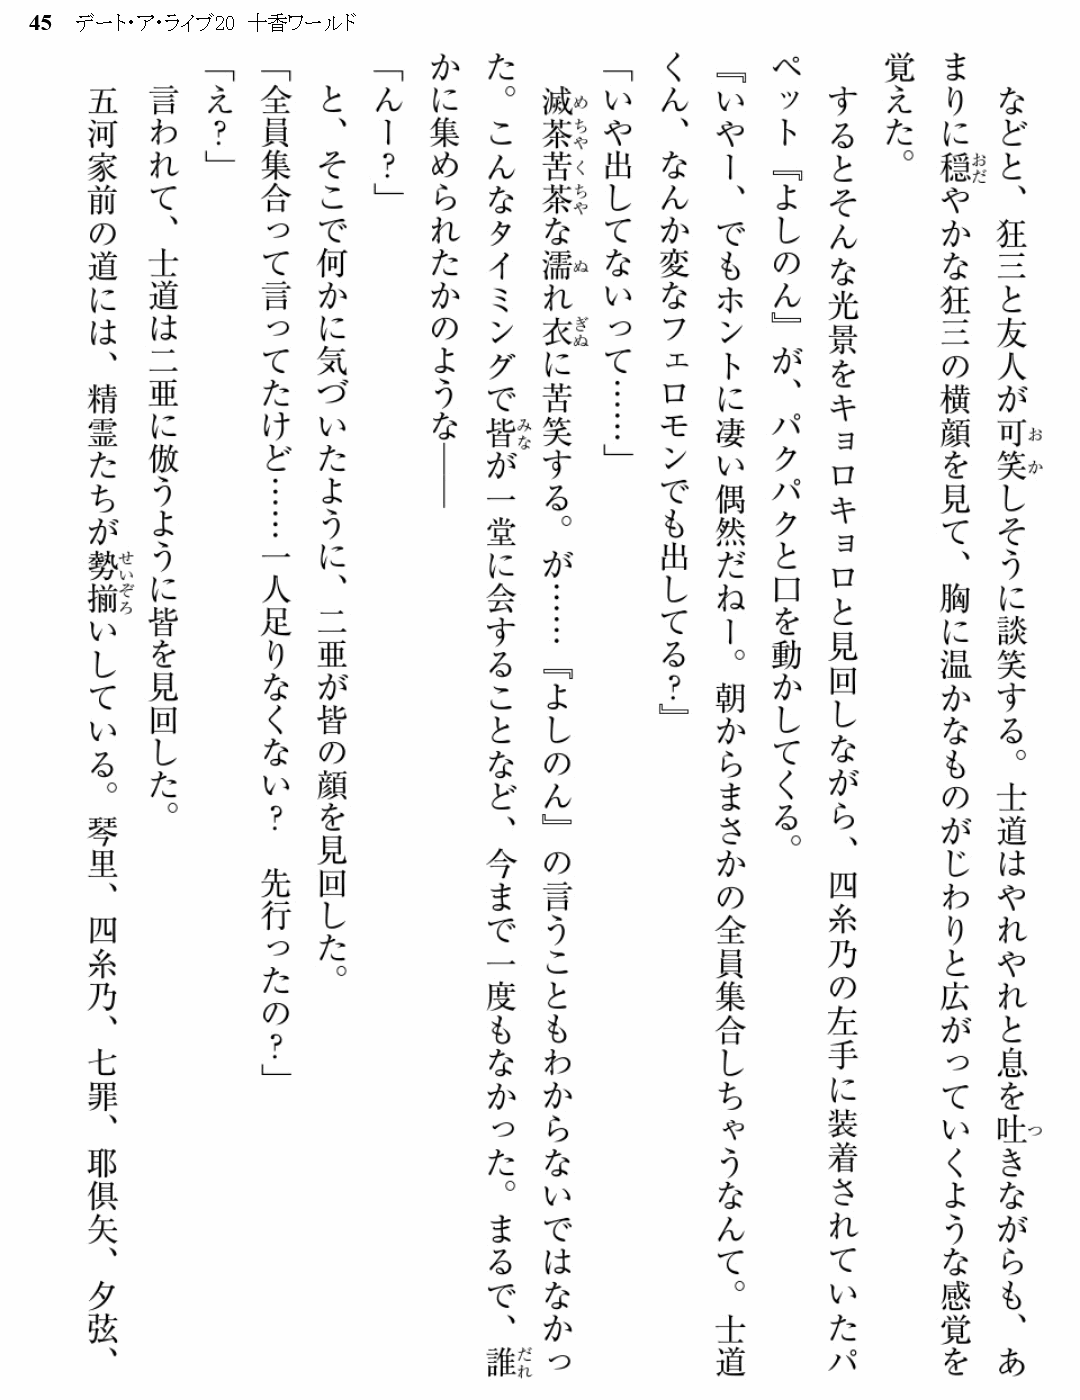 45 デート・ア・ライブ20 十香ワールド
などと、狂三と友人が可笑しそうに談笑する。士道はやれやれと息を吐きながらも、あ
まりに穏やかな狂三の横顔を見て、胸に温かなものがじわりと広がっていくような感覚を
覚えた。
するとそんな光景をキョロキョロと見回しながら、四糸乃の左手に装着されていたパ
ペット『よしのん』が、パクパクと口を動かしてくる。
『いやー、でもホントに凄い偶然だねー。朝からまさかの全員集合しちゃうなんて。士道
くん、なんか変なフェロモンでも出してる?』
「いや出してないって……」
滅茶苦茶な濡れ衣に苦笑する。が……『よしのん』の言うこともわからないではなかっ
た。こんなタイミングで皆が一堂に会することなど、今まで一度もなかった。まるで、誰
かに集められたかのような――
「んー?」
と、そこで何かに気づいたように、二亜が皆の顔を見回した。
「全員集合って言ってたけど……一人足りなくない? 先行ったの?」
「え?」
言われて、士道は二亜に倣うように皆を見回した。
五河家前の道には、精霊たちが勢揃いしている。琴里、四糸乃、七罪、耶倶矢、夕弦、